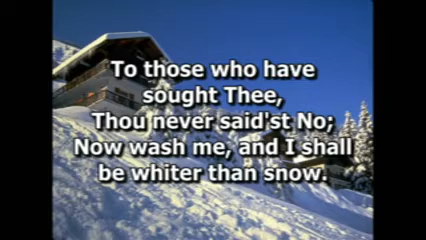 To those who have
sought Thee,
Thou never said'st No;
Now wash me, and I shall
be whiter than snow.